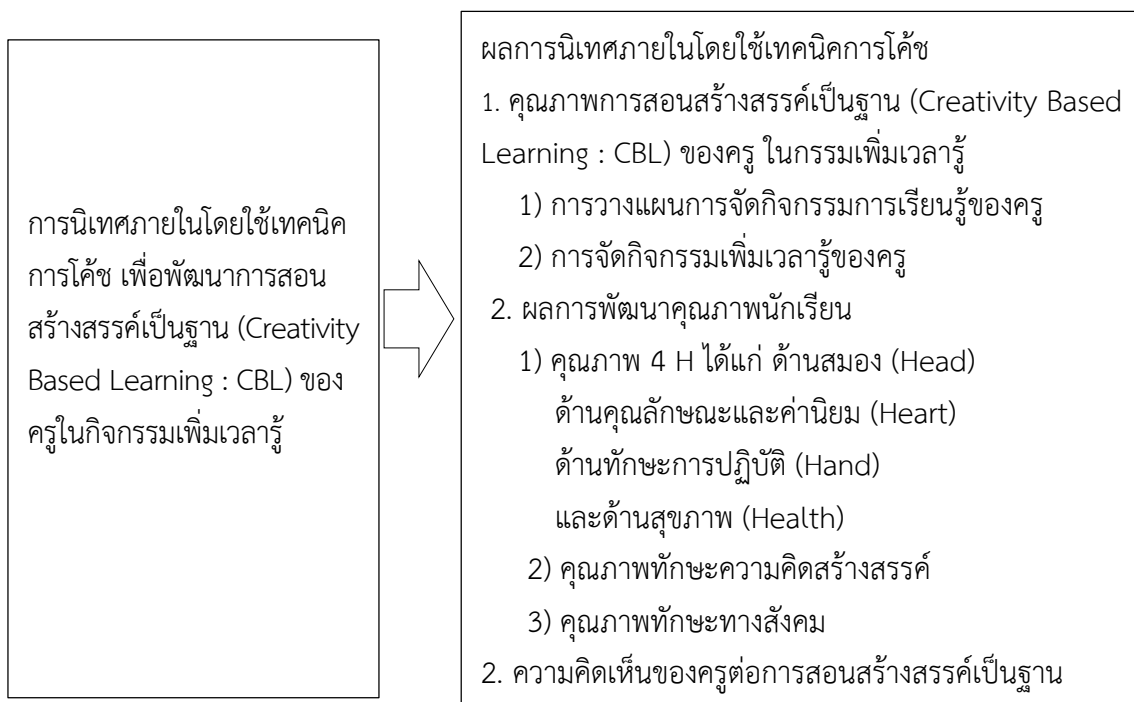 การนิเทศภายในโดยใช้เทคนิค
การโค้ช เพื่อพัฒนาการสอน
สร้างสรรค์เป็นฐาน (Creativity
Based Learning : CBL) ของ
ครูในกิจกรรมเพิ่มเวลารู้
ผลการนิเทศภายในโดยใช้เทคนิคการโค้ช
1. คุณภาพการสอนสร้างสรรค์เป็นฐาน (Creativity Based
Learning : CBL) ของครู ในกรรมเพิ่มเวลารู้
1) การวางแผนการจัดกิจกรรมการเรียนรู้ของครู
2) การจัดกิจกรรมเพิ่มเวลารู้ของครู
2. ผลการพัฒนาคุณภาพนักเรียน
1) คุณภาพ 4 H ได้แก่ ด้านสมอง (Head)
ด้านคุณลักษณะและค่านิยม (Heart)
ด้านทักษะการปฏิบัติ (Hand)
และด้านสุขภาพ (Health)
2) คุณภาพทักษะความคิดสร้างสรรค์
3) คุณภาพทักษะทางสังคม
2. ความคิดเห็นของครูต่อการสอนสร้างสรรค์เป็นฐาน